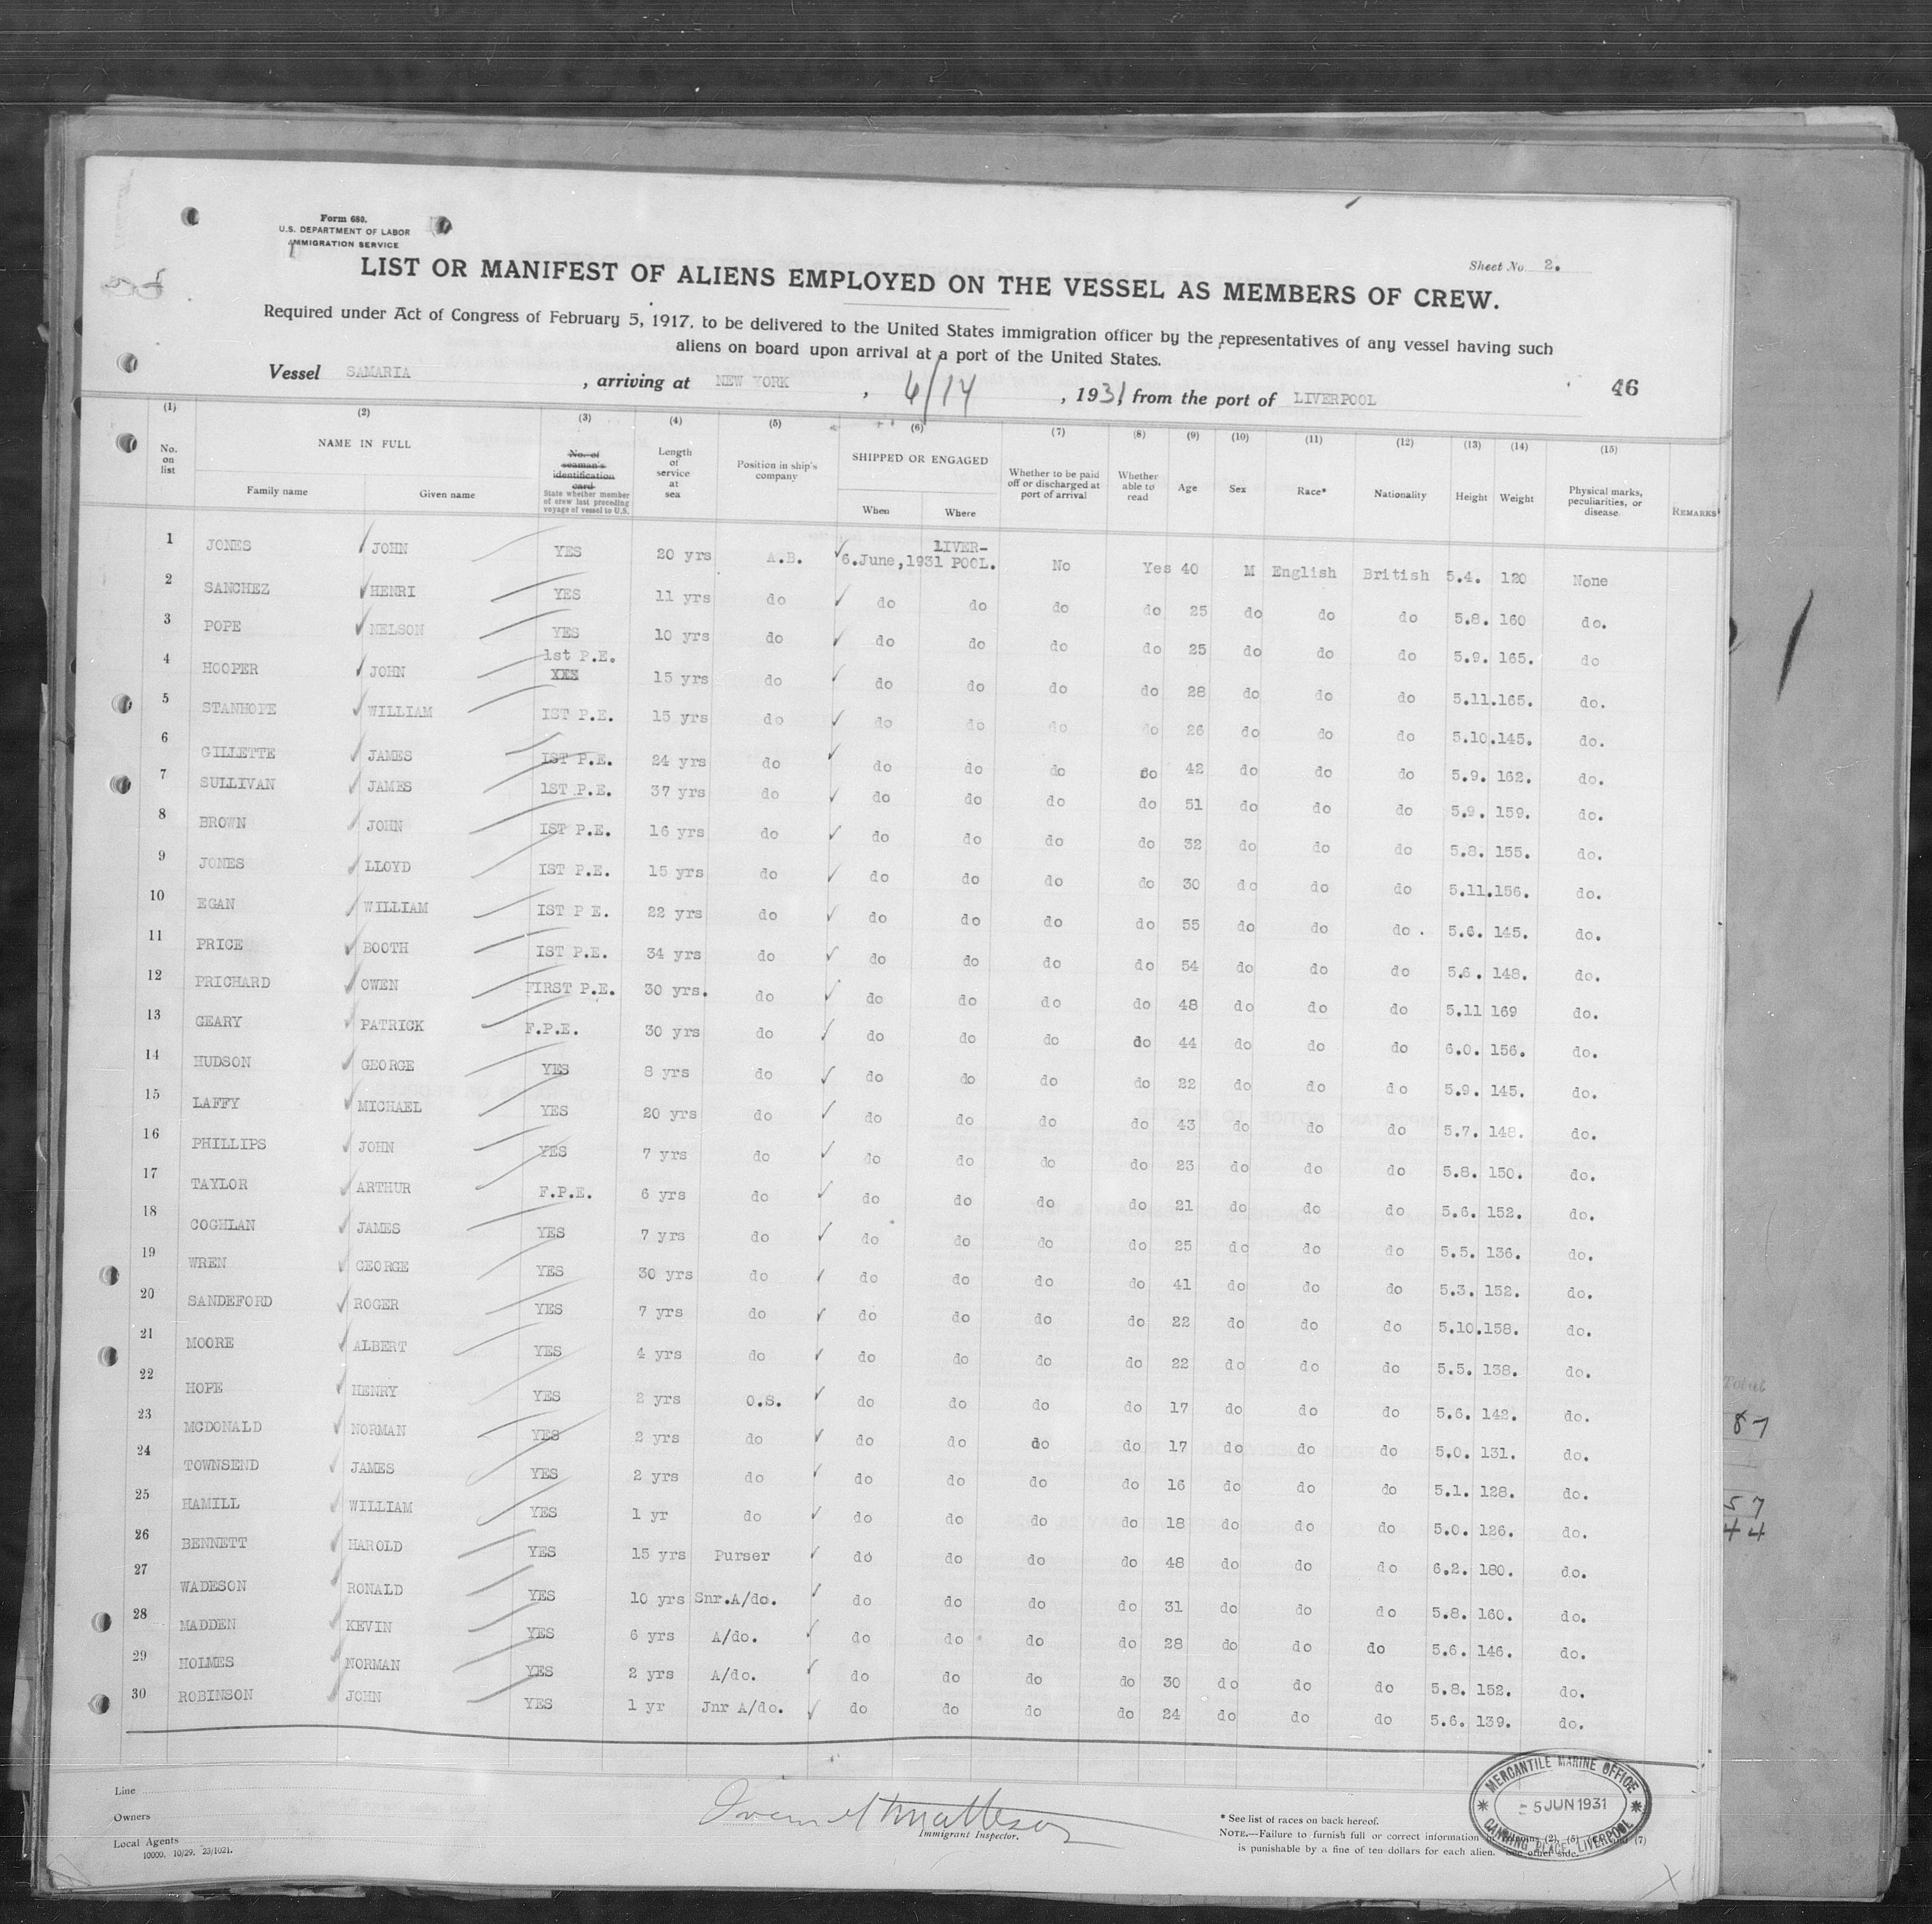 Form 680.
U.S. DEPARTMENT OF LABOR
IMMIGRATION SERVICE
Sheet No 2.
LIST OR MANIFEST OF ALIENS EMPLOYED ON THE VESSEL AS MEMBERS OF CREW.
Required under Act of Congress of February 5, 1917, to be delivered to the United States immigration officer by the representatives of any vessel having such
aliens on board upon arrival at a port of the United States.
Vessel SAMARIA, arriving at NEW YORK, 6/14, 1931, from the port of LIVERPOOL
46
(1) (2) (3) (4) (5) (6) (7) (8) (9) (10) (11) (12) (13) (14) (15)
No. on list
NAME IN FULL
Family name Given name
No. of seaman's identification card
State whether member of crew last preceding voyage of vessel to U.S.
Length of service at sea
Position in ship's company
SHIPPED OR ENGAGED
When Where
Whether to be paid off or discharged at port of arrival
Whether able to read
Age Sex Race* Nationality Height Weight
Physical marks, peculiarities, or disease
REMARKS
1 JONES JOHN YES 20 yrs A.B. 6.June,1931 LIVER-POOL. No Yes 40 M English British 5.4. 120 None
2 SANCHEZ HENRI YES 11 yrs do do do do do 25 do do do 5.8. 160 do.
3 POPE NELSON YES 10 yrs do do do do do 25 do do do 5.9. 165. do
4 HOOPER JOHN 1st P.E. XXX 15 yrs do do do do do 28 do do do 5.11.165. do.
5 STANHOPE WILLIAM IST P.E. 15 yrs do do do do do 26 do do do 5.10.145. do.
6 GILLETTE JAMES IST P.E. 24 yrs do do do do do 42 do do do 5.9. 162. do.
7 SULLIVAN JAMES 1ST P.E. 37 yrs do do do do do 51 do do do 5.9. 159. do.
8 BROWN JOHN IST P.E. 16 yrs do do do do do 32 do do do 5.8. 155. do.
9 JONES LLOYD IST P.E. 15 yrs do do do do do 30 do do do 5.11.156. do.
10 EGAN WILLIAM IST P E. 22 yrs do do do do do 55 do do do. 5.6. 145. do.
11 PRICE BOOTH IST P.E. 34 yrs do do do do do 54 do do do 5.6. 148. do.
12 PRICHARD OWEN FIRST P.E. 30 yrs. do do do do do 48 do do do 5.11 169 do.
13 GEARY PATRICK F.P.E. 30 yrs do do do do do 44 do do do 6.0. 156. do.
14 HUDSON GEORGE YES 8 yrs do do do do do 22 do do do 5.9. 145. do.
15 LAFFY MICHAEL YES 20 yrs do do do do do 43 do do do 5.7. 148. do.
16 PHILLIPS JOHN YES 7 yrs do do do do do 23 do do do 5.8. 150. do.
17 TAYLOR ARTHUR F.P.E. 6 yrs do do do do do 21 do do do 5.6. 152. do.
18 COGHLAN JAMES YES 7 yrs do do do do do 25 do do do 5.5. 136. do.
19 WREN GEORGE YES 30 yrs do do do do do 41 do do do 5.3. 152. do.
20 SANDEFORD ROGER YES 7 yrs do do do do do 22 do do do 5.10.158. do.
21 MOORE ALBERT YES 4 yrs do do do do do 22 do do do 5.5. 138. do.
22 HOPE HENRY YES 2 yrs O.S. do do do do 17 do do do 5.6. 142. do.
23 MCDONALD NORMAN YES 2 yrs do do do do do 17 do do do 5.0. 131. do.
24 TOWNSEND JAMES YES 2 yrs do do do do do 16 do do do 5.1. 128. do.
25 HAMILL WILLIAM YES 1 yr do do do do do 18 do do do 5.0. 126. do.
26 BENNETT HAROLD YES 15 yrs Purser do do do do 48 do do do 6.2. 180. do.
27 WADESON RONALD YES 10 yrs Snr.A/do. do do do do 31 do do do 5.8. 160. do.
28 MADDEN KEVIN YES 6 yrs A/do. do do do do 28 do do do 5.6. 146. do.
29 HOLMES NORMAN YES 2 yrs A/do. do do do do 30 do do do 5.8. 152. do.
30 ROBINSON JOHN YES 1 yr Jnr A/do. do do do do 24 do do do 5.6. 139. do.
Total
87
57
44
Line
Owners
Local Agents
10000. 10/29. 23/1021.
Immigrant Inspector.
* See list of races on back hereof.
NOTE.—Failure to furnish full or correct information in columns (2), (5), (7)
is punishable by a fine of ten dollars for each alien. See other side.
MERCANTILE MARINE OFFICE
5 JUN 1931
CANNING PLACE, LIVERPOOL